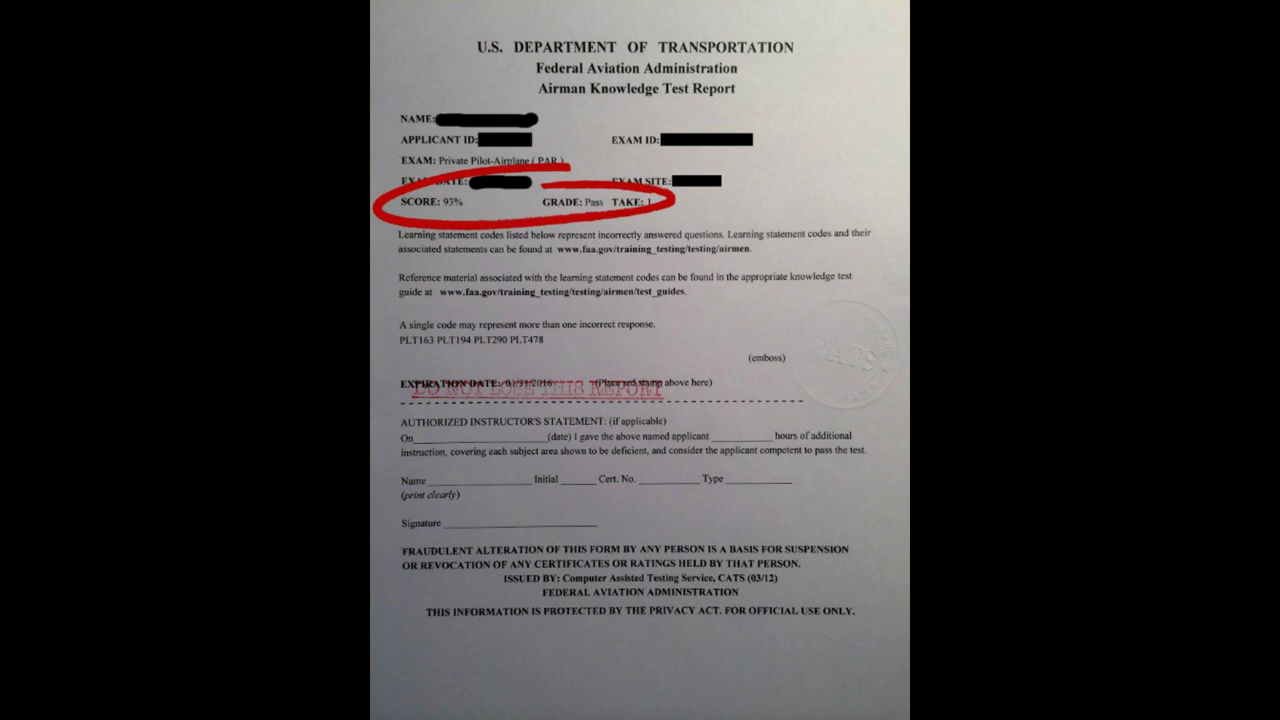 U.S. DEPARTMENT OF TRANSPORTATION
Federal Aviation Administration
Airman Knowledge Test Report
NAME:
APPLICANT ID: EXAM ID:
EXAM: Private Pilot-Airplane ( PAR )
EXAM DATE: EXAM SITE:
SCORE: 93% GRADE: Pass TAKE: 1
Learning statement codes listed below represent incorrectly answered questions. Learning statement codes and their
associated statements can be found at www.faa.gov/training_testing/testing/airmen.
Reference material associated with the learning statement codes can be found in the appropriate knowledge test
guide at www.faa.gov/training_testing/testing/airmen/test_guides.
A single code may represent more than one incorrect response.
PLT163 PLT194 PLT290 PLT478
(emboss)
EXPIRATION DATE: 01/31/2016 (Place red stamp above here)
DO NOT LOSE THIS REPORT
AUTHORIZED INSTRUCTOR'S STATEMENT: (if applicable)
On (date) I gave the above named applicant hours of additional
instruction, covering each subject area shown to be deficient, and consider the applicant competent to pass the test.
Name Initial Cert. No. Type
(print clearly)
Signature
FRAUDULENT ALTERATION OF THIS FORM BY ANY PERSON IS A BASIS FOR SUSPENSION
OR REVOCATION OF ANY CERTIFICATES OR RATINGS HELD BY THAT PERSON.
ISSUED BY: Computer Assisted Testing Service, CATS (03/12)
FEDERAL AVIATION ADMINISTRATION
THIS INFORMATION IS PROTECTED BY THE PRIVACY ACT. FOR OFFICIAL USE ONLY.